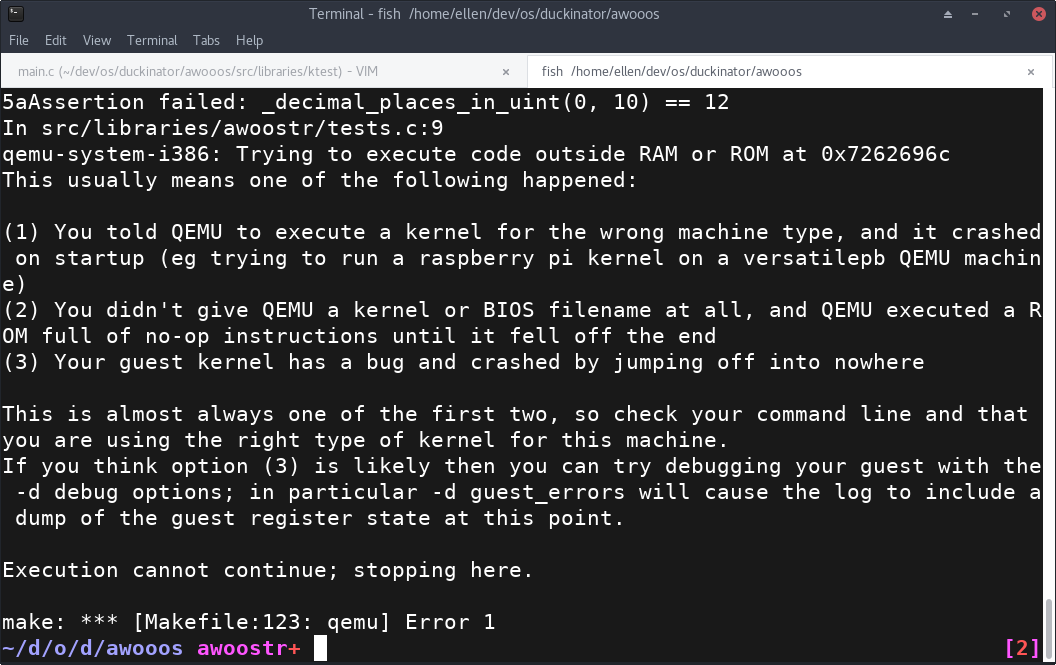 Terminal - fish /home/ellen/dev/os/duckinator/awooos
File Edit View Terminal Tabs Help
main.c (~/dev/os/duckinator/awooos/src/libraries/ktest) - VIM × fish /home/ellen/dev/os/duckinator/awooos ×
5aAssertion failed: _decimal_places_in_uint(0, 10) == 12
In src/libraries/awoostr/tests.c:9
qemu-system-i386: Trying to execute code outside RAM or ROM at 0x7262696c
This usually means one of the following happened:
(1) You told QEMU to execute a kernel for the wrong machine type, and it crashed
on startup (eg trying to run a raspberry pi kernel on a versatilepb QEMU machin
e)
(2) You didn't give QEMU a kernel or BIOS filename at all, and QEMU executed a R
OM full of no-op instructions until it fell off the end
(3) Your guest kernel has a bug and crashed by jumping off into nowhere
This is almost always one of the first two, so check your command line and that
you are using the right type of kernel for this machine.
If you think option (3) is likely then you can try debugging your guest with the
-d debug options; in particular -d guest_errors will cause the log to include a
dump of the guest register state at this point.
Execution cannot continue; stopping here.
make: *** [Makefile:123: qemu] Error 1
~/d/o/d/awooos awoostr+ [2]